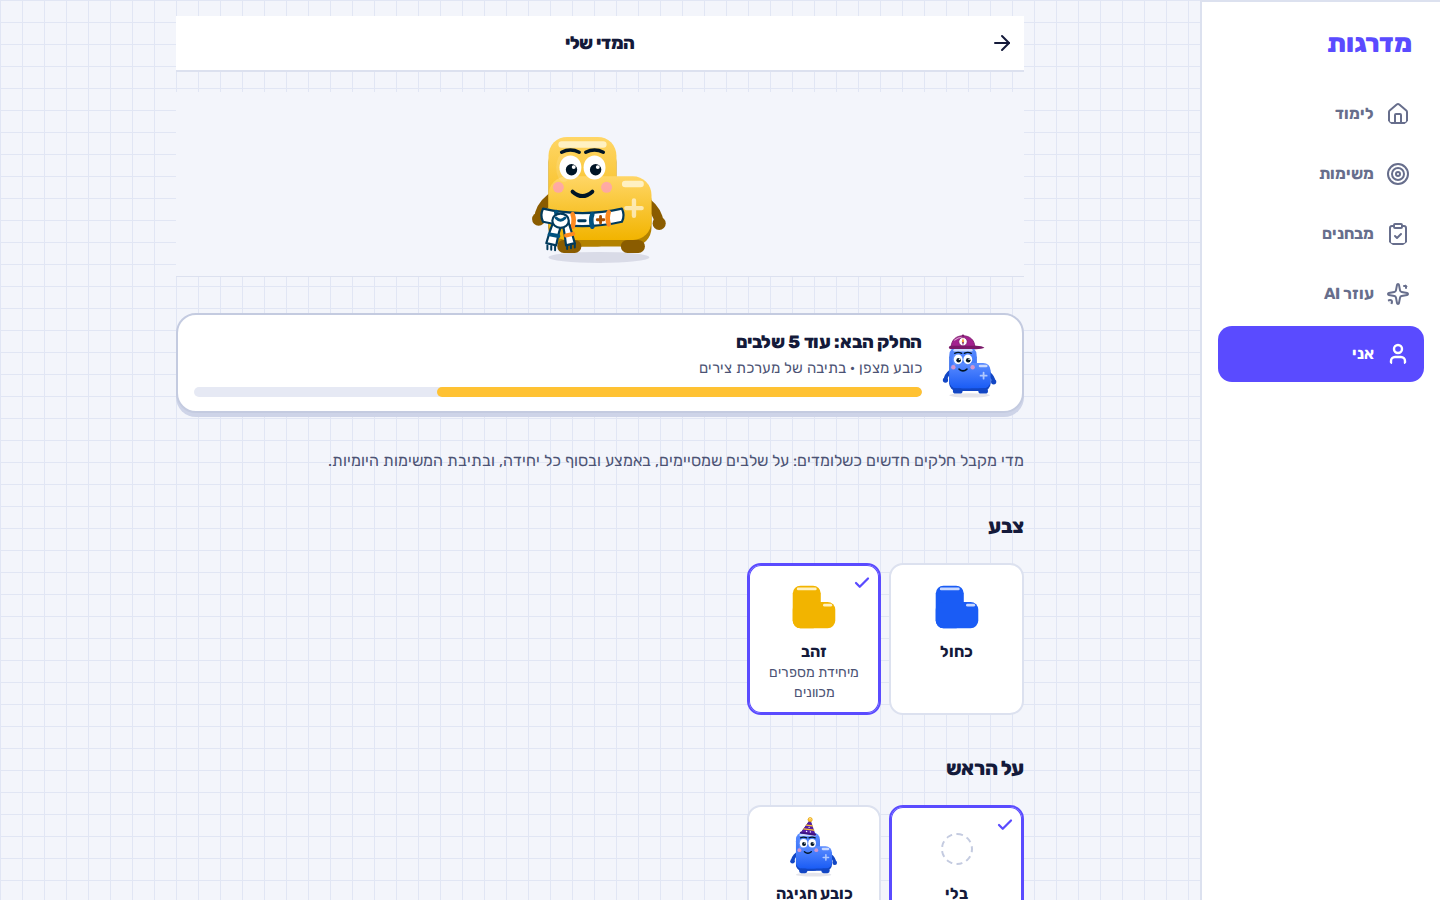 מדרגות
לימוד
משימות
מבחנים
עוזר AI
אני
המדי שלי
החלק הבא: עוד 5 שלבים
כובע מצפן • בתיבה של מערכת צירים
מדי מקבל חלקים חדשים כשלומדים: על שלבים שמסיימים, באמצע ובסוף כל יחידה, ובתיבת המשימות היומיות.
צבע
כחול
זהב
מיחידת מספרים
מכוונים
על הראש
בלי
כובע חגיגה